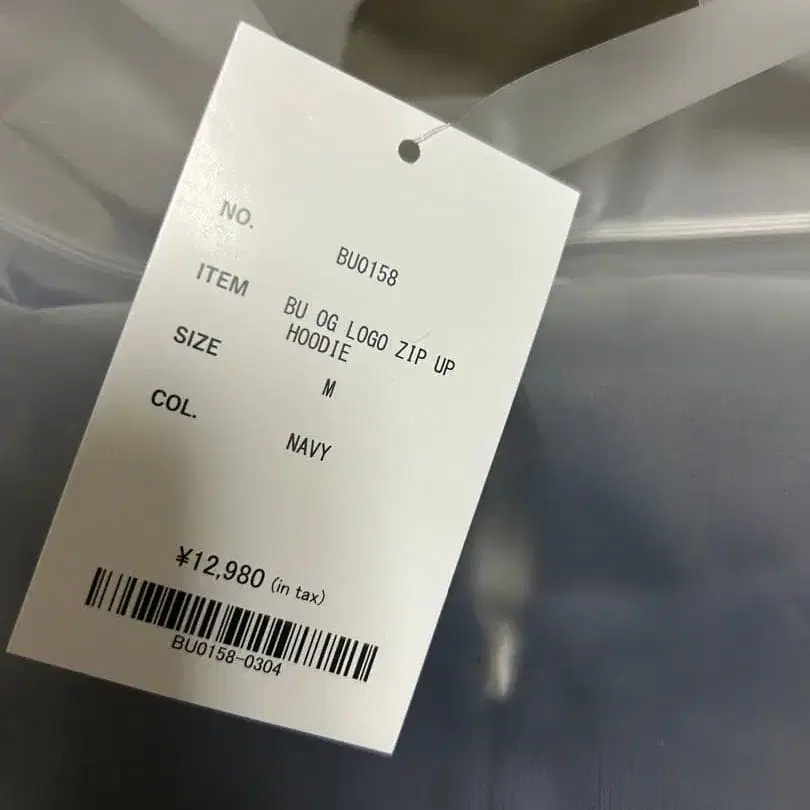 NO. BU0158
ITEM BU OG LOGO ZIP UP
HOODIE
SIZE M
COL. NAVY
¥12,980 (in tax)
BU0158-0304